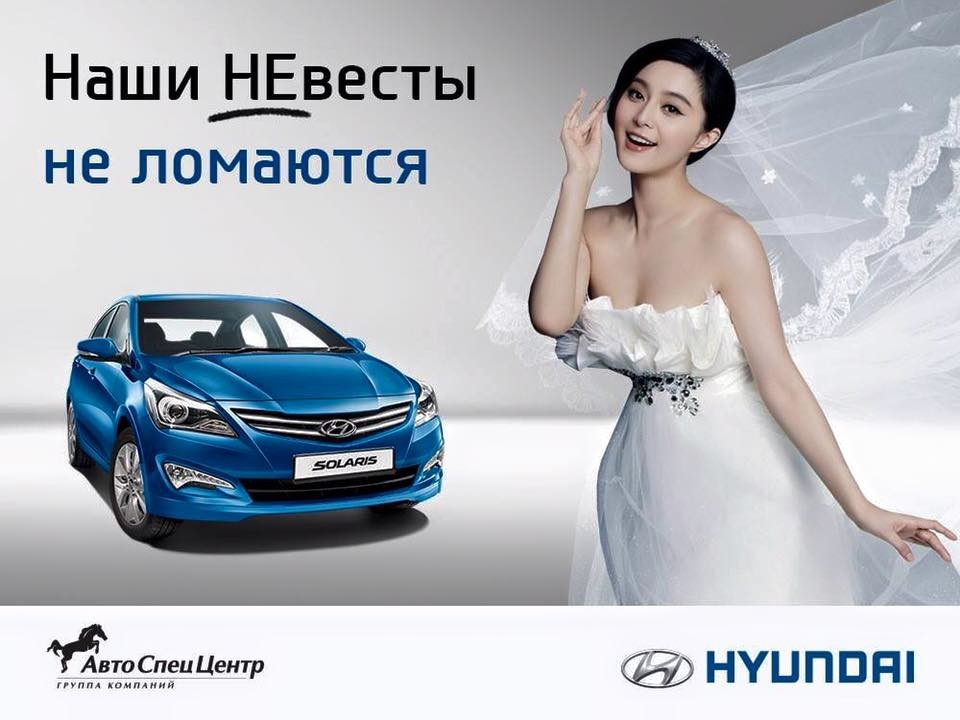 Наши НЕвесты
не ломаются
SOLARIS
АвтоСпецЦентр
ГРУППА КОМПАНИЙ
HYUNDAI